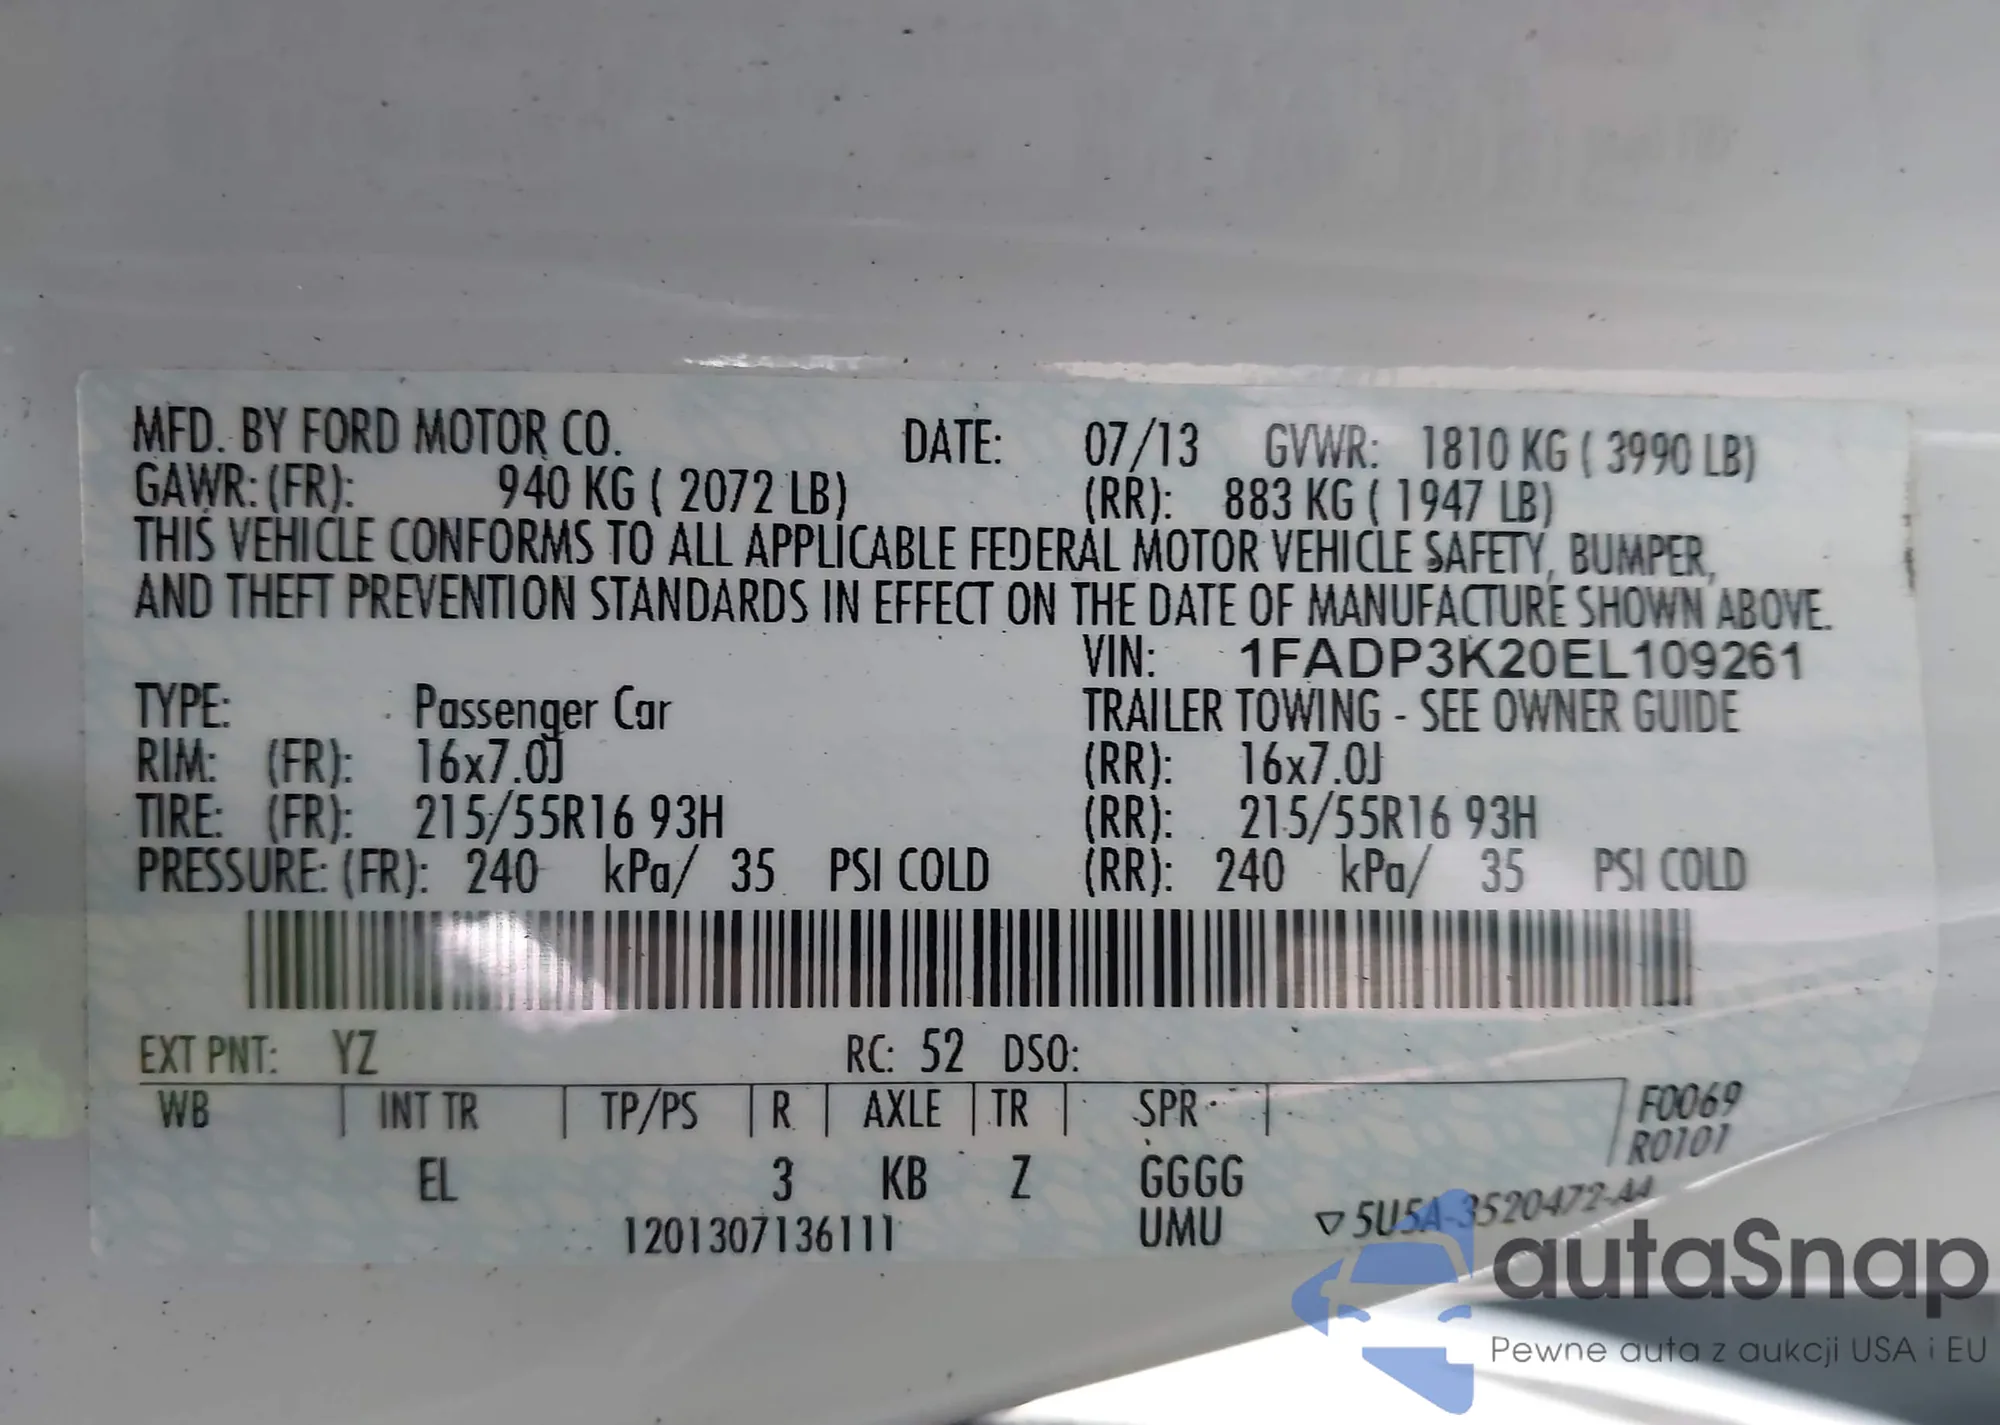 MFD. BY FORD MOTOR CO. DATE: 07/13 GVWR: 1810 KG ( 3990 LB)
GAWR: (FR): 940 KG ( 2072 LB) (RR): 883 KG ( 1947 LB)
THIS VEHICLE CONFORMS TO ALL APPLICABLE FEDERAL MOTOR VEHICLE SAFETY, BUMPER,
AND THEFT PREVENTION STANDARDS IN EFFECT ON THE DATE OF MANUFACTURE SHOWN ABOVE.
VIN: 1FADP3K20EL109261
TYPE: Passenger Car TRAILER TOWING - SEE OWNER GUIDE
RIM: (FR): 16x7.0J (RR): 16x7.0J
TIRE: (FR): 215/55R16 93H (RR): 215/55R16 93H
PRESSURE: (FR): 240 kPa/ 35 PSI COLD (RR): 240 kPa/ 35 PSI COLD
EXT PNT: YZ RC: 52 DSO:
WB INT TR TP/PS R AXLE TR SPR F0069
R0101
EL 3 KB Z GGGG
1201307136111 UMU ▽ 5U5A-3520472-AA
autaSnap
Pewne auta z aukcji USA i EU